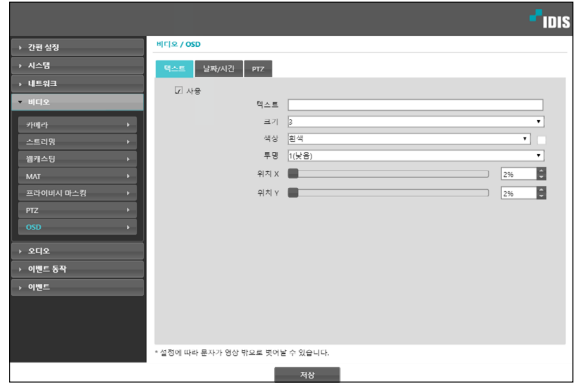 IDIS
간편 설정
시스템
네트워크
비디오
카메라
스트리밍
웹캐스팅
MAT
프라이버시 마스킹
PTZ
OSD
오디오
이벤트 동작
이벤트
비디오 / OSD
텍스트 날짜/시간 PTZ
사용
텍스트
크기 3
색상 흰색
투명 1(낮음)
위치 X 2%
위치 Y 2%
* 설정에 따라 문자가 영상 밖으로 벗어날 수 있습니다.
저장